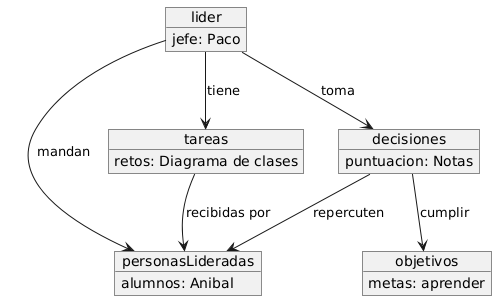 lider
jefe: Paco
tiene
toma
tareas
retos: Diagrama de clases
decisiones
puntuacion: Notas
mandan
recibidas por
repercuten
cumplir
personasLideradas
alumnos: Anibal
objetivos
metas: aprender